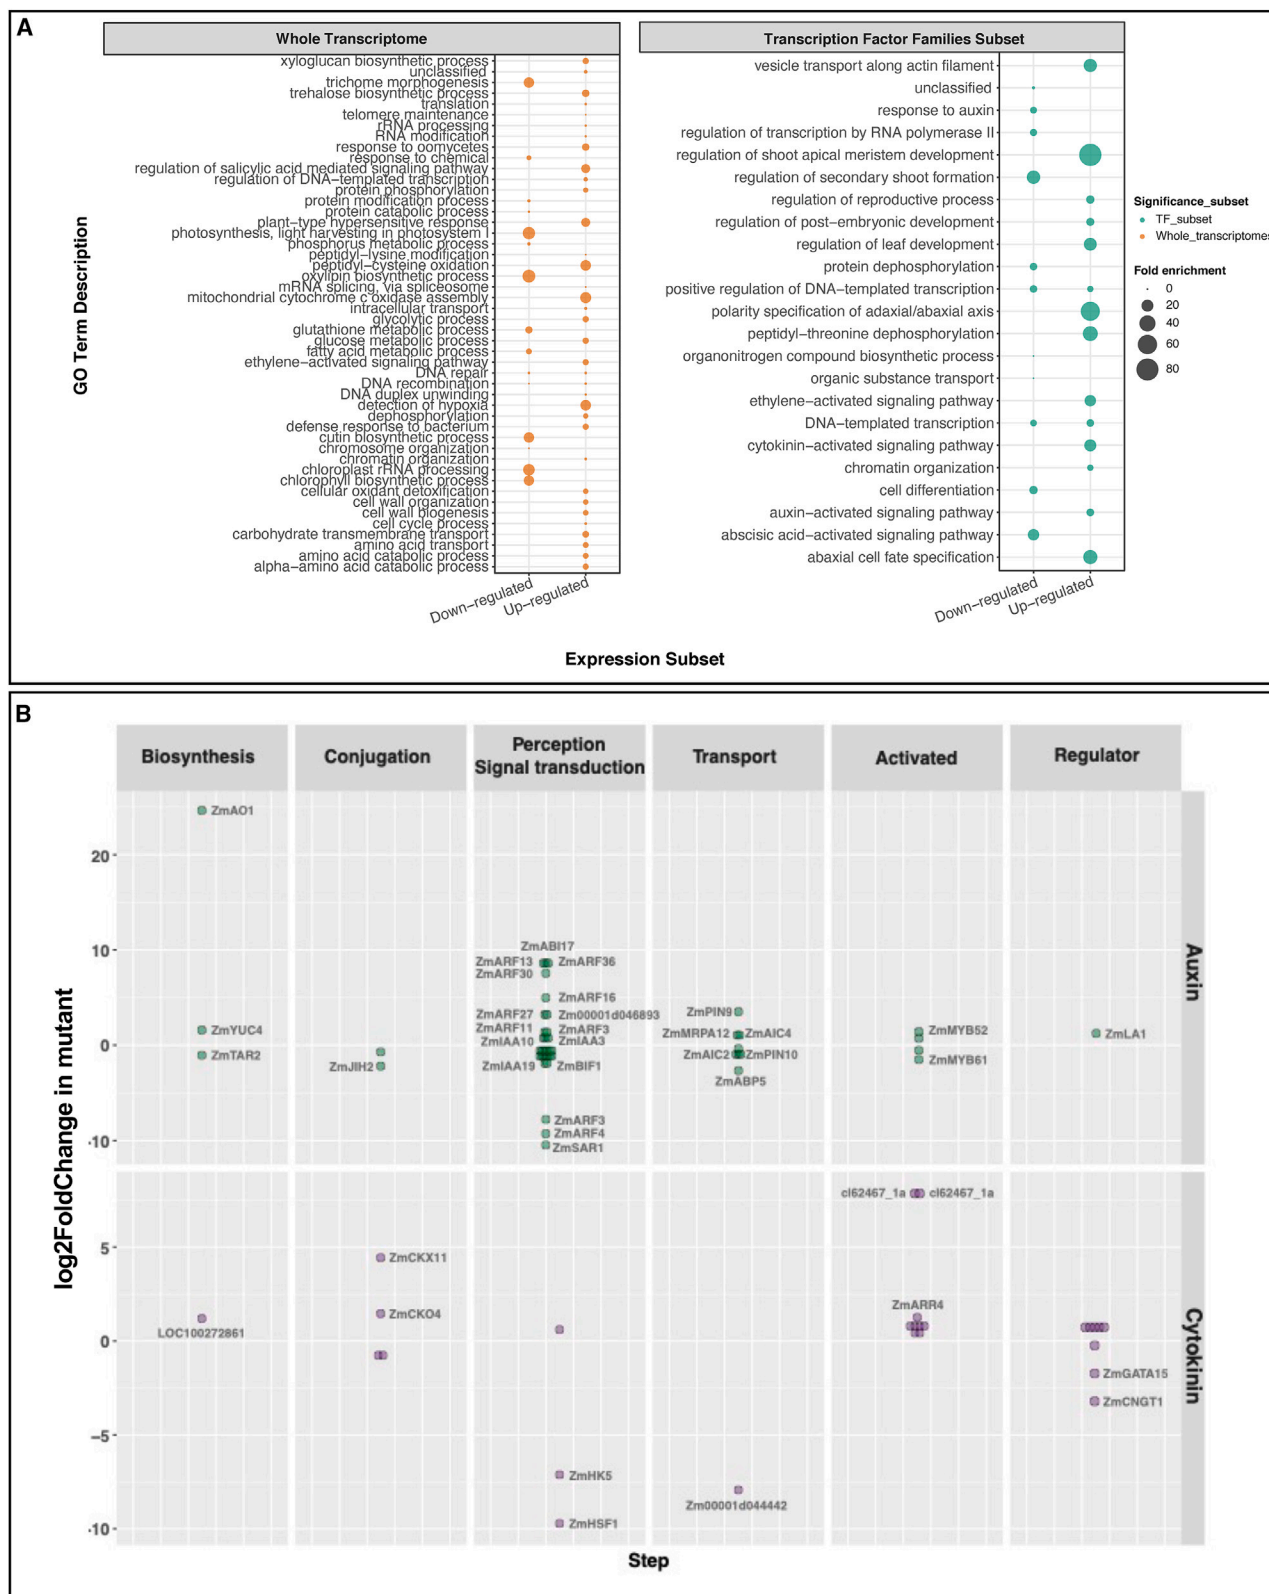 A
Whole Transcriptome
xyloglucan biosynthetic process
unclassified
trichome morphogenesis
trehalose biosynthetic process
translation
telomere maintenance
rRNA processing
RNA modification
response to oomycetes
response to chemical
regulation of salicylic acid mediated signaling pathway
regulation of DNA−templated transcription
protein phosphorylation
protein modification process
protein catabolic process
plant−type hypersensitive response
photosynthesis, light harvesting in photosystem I
phosphorus metabolic process
peptidyl−lysine modification
peptidyl−cysteine oxidation
oxylipin biosynthetic process
mRNA splicing, via spliceosome
mitochondrial cytochrome c oxidase assembly
intracellular transport
glycolytic process
glutathione metabolic process
glucose metabolic process
fatty acid metabolic process
ethylene−activated signaling pathway
DNA repair
DNA recombination
DNA duplex unwinding
detection of hypoxia
dephosphorylation
defense response to bacterium
cutin biosynthetic process
chromosome organization
chromatin organization
chloroplast rRNA processing
chlorophyll biosynthetic process
cellular oxidant detoxification
cell wall organization
cell wall biogenesis
cell cycle process
carbohydrate transmembrane transport
amino acid transport
amino acid catabolic process
alpha−amino acid catabolic process
Down−regulated
Up−regulated
GO Term Description
Transcription Factor Families Subset
vesicle transport along actin filament
unclassified
response to auxin
regulation of transcription by RNA polymerase II
regulation of shoot apical meristem development
regulation of secondary shoot formation
regulation of reproductive process
regulation of post−embryonic development
regulation of leaf development
protein dephosphorylation
positive regulation of DNA−templated transcription
polarity specification of adaxial/abaxial axis
peptidyl−threonine dephosphorylation
organonitrogen compound biosynthetic process
organic substance transport
ethylene−activated signaling pathway
DNA−templated transcription
cytokinin−activated signaling pathway
chromatin organization
cell differentiation
auxin−activated signaling pathway
abscisic acid−activated signaling pathway
abaxial cell fate specification
Down−regulated
Up−regulated
Significance_subset
TF_subset
Whole_transcriptomes
Fold enrichment
0
20
40
60
80
Expression Subset
B
Biosynthesis
Conjugation
Perception
Signal transduction
Transport
Activated
Regulator
log2FoldChange in mutant
20
10
0
-10
Auxin
ZmAO1
ZmYUC4
ZmTAR2
ZmJIH2
ZmABI17
ZmARF13 ZmARF36
ZmARF30
ZmARF16
ZmARF27 Zm00001d046893
ZmARF11 ZmARF3
ZmIAA10 ZmIAA3
ZmIAA19 ZmBIF1
ZmARF3
ZmARF4
ZmSAR1
ZmPIN9
ZmMRPA12 ZmAIC4
ZmAIC2 ZmPIN10
ZmABP5
ZmMYB52
ZmMYB61
ZmLA1
5
0
−5
-10
Cytokinin
LOC100272861
ZmCKX11
ZmCKO4
ZmHK5
ZmHSF1
Zm00001d044442
cl62467_1a cl62467_1a
ZmARR4
ZmGATA15
ZmCNGT1
Step